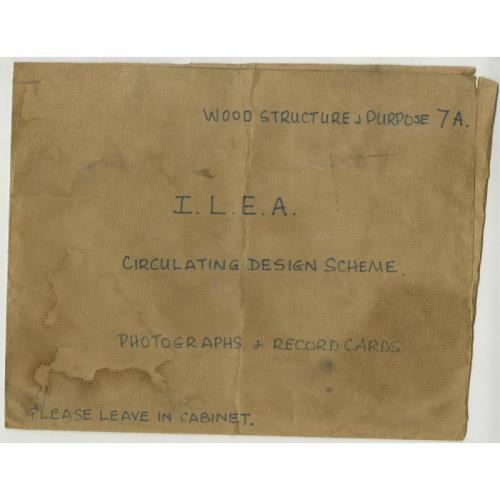 WOOD STRUCTURE & PURPOSE 7A.
I.L.E.A.
CIRCULATING DESIGN SCHEME.
PHOTOGRAPHS & RECORD CARDS
PLEASE LEAVE IN CABINET.